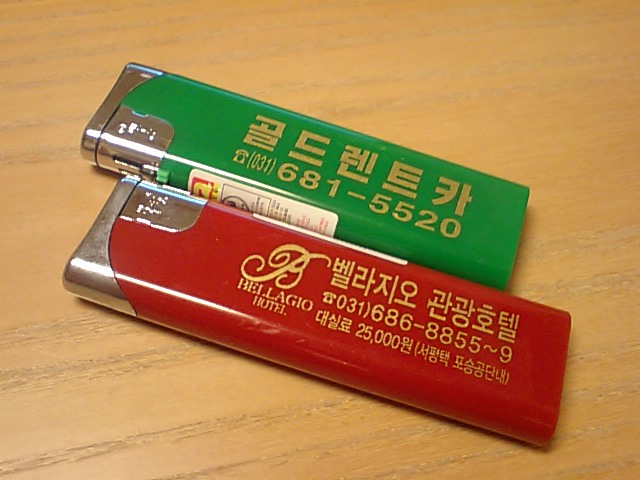 골드렌트카
☎(031)681-5520
B
BELLAGIO
HOTEL
벨라지오 관광호텔
☎031)686-8855~9
대실료 25,000원 (서평택 포승공단내)